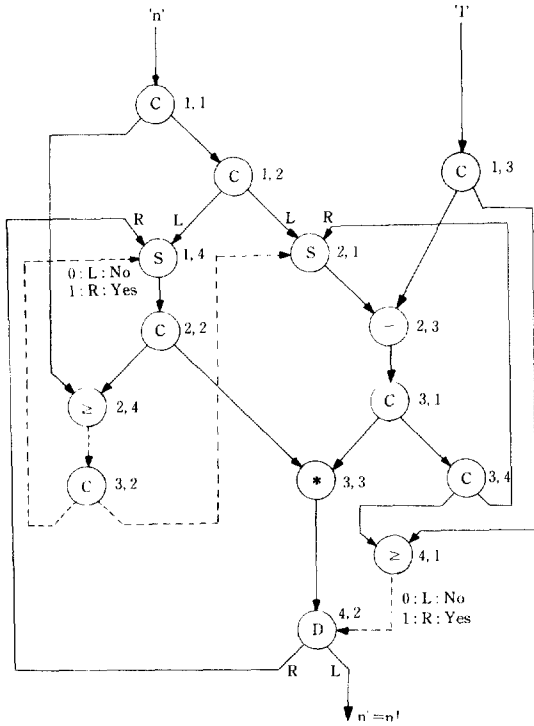 'n' '1'
C 1,1
C 1,2
C 1,3
R L L R
S 1,4
S 2,1
0:L:No
1:R:Yes
C 2,2
− 2,3
≥ 2,4
C 3,1
C 3,2
* 3,3
C 3,4
≥ 4,1
0:L:No
1:R:Yes
D 4,2
R L
n'=n!